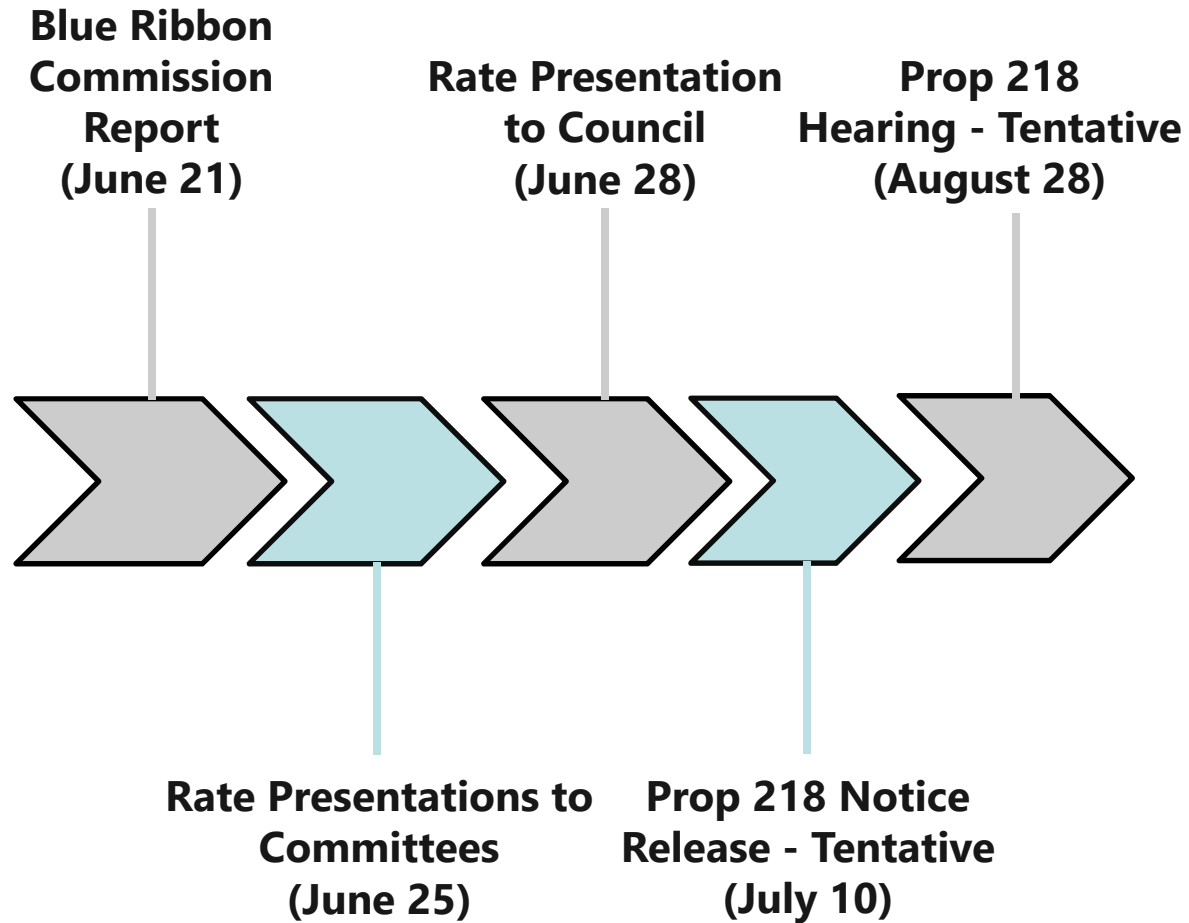 Blue Ribbon
Commission
Report
(June 21)
Rate Presentation
to Council
(June 28)
Prop 218
Hearing - Tentative
(August 28)
Rate Presentations to
Committees
(June 25)
Prop 218 Notice
Release - Tentative
(July 10)